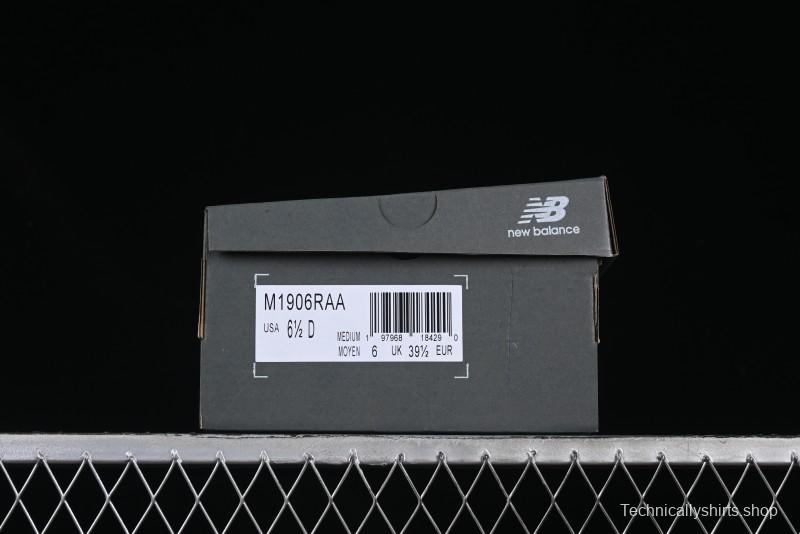 NB
new balance
M1906RAA
USA 6½ D
MEDIUM 1 97968 18429 0
MOYEN 6 UK 39½ EUR
Technicallyshirts.shop